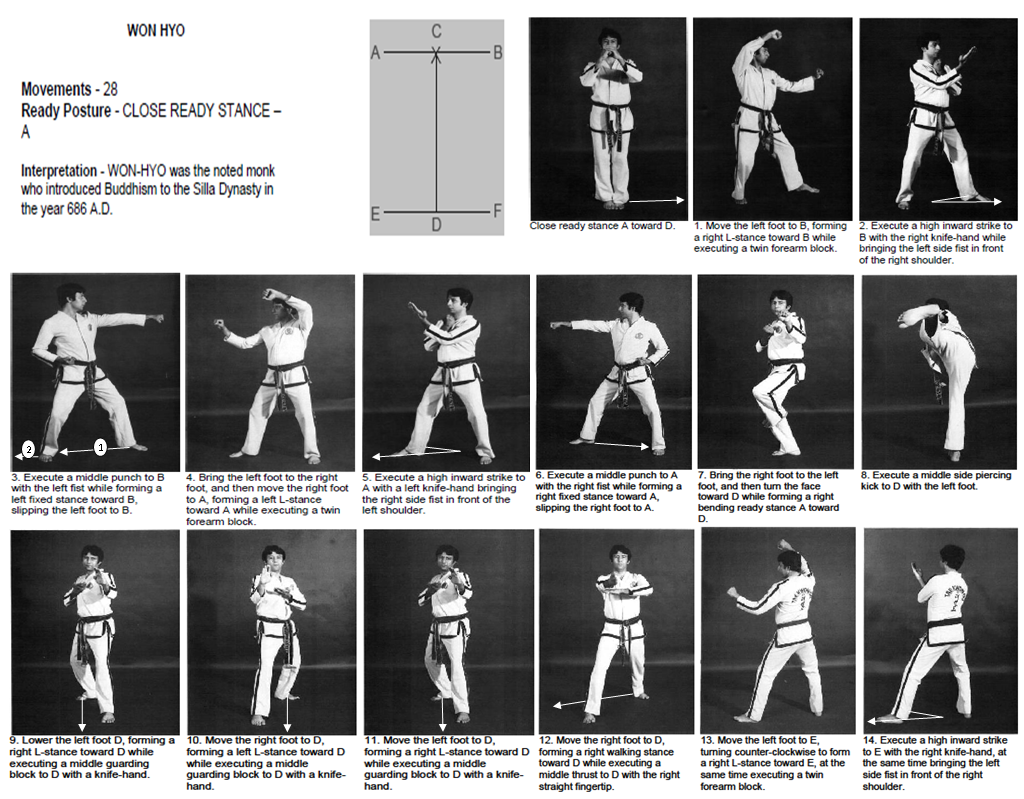 WON HYO
Movements - 28
Ready Posture - CLOSE READY STANCE –
A
Interpretation - WON-HYO was the noted monk
who introduced Buddhism to the Silla Dynasty in
the year 686 A.D.
C
A
B
E
F
D
Close ready stance A toward D.
1. Move the left foot to B, forming
a right L-stance toward B while
executing a twin forearm block.
2. Execute a high inward strike to
B with the right knife-hand while
bringing the left side fist in front
of the right shoulder.
2
1
3. Execute a middle punch to B
with the left fist while forming a
left fixed stance toward B,
slipping the left foot to B.
4. Bring the left foot to the right
foot, and then move the right foot
to A, forming a left L-stance
toward A while executing a twin
forearm block.
5. Execute a high inward strike to
A with a left knife-hand bringing
the right side fist in front of the
left shoulder.
6. Execute a middle punch to A
with the right fist while forming a
right fixed stance toward A,
slipping the right foot to A.
7. Bring the right foot to the left
foot, and then turn the face
toward D while forming a right
bending ready stance A toward
D.
8. Execute a middle side piercing
kick to D with the left foot.
9. Lower the left foot D, forming a
right L-stance toward D while
executing a middle guarding
block to D with a knife-hand.
10. Move the right foot to D,
forming a left L-stance toward D
while executing a middle
guarding block to D with a knife-
hand.
11. Move the left foot to D,
forming a right L-stance toward D
while executing a middle
guarding block to D with a knife-
hand.
12. Move the right foot to D,
forming a right walking stance
toward D while executing a
middle thrust to D with the right
straight fingertip.
13. Move the left foot to E,
turning counter-clockwise to form
a right L-stance toward E, at the
same time executing a twin
forearm block.
14. Execute a high inward strike
to E with the right knife-hand, at
the same time bringing the left
side fist in front of the right
shoulder.